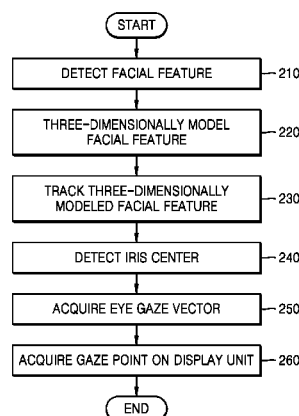 START
DETECT FACIAL FEATURE
210
THREE-DIMENSIONALLY MODEL
FACIAL FEATURE
220
TRACK THREE-DIMENSIONALLY
MODELED FACIAL FEATURE
230
DETECT IRIS CENTER
240
ACQUIRE EYE GAZE VECTOR
250
ACQUIRE GAZE POINT ON DISPLAY UNIT
260
END